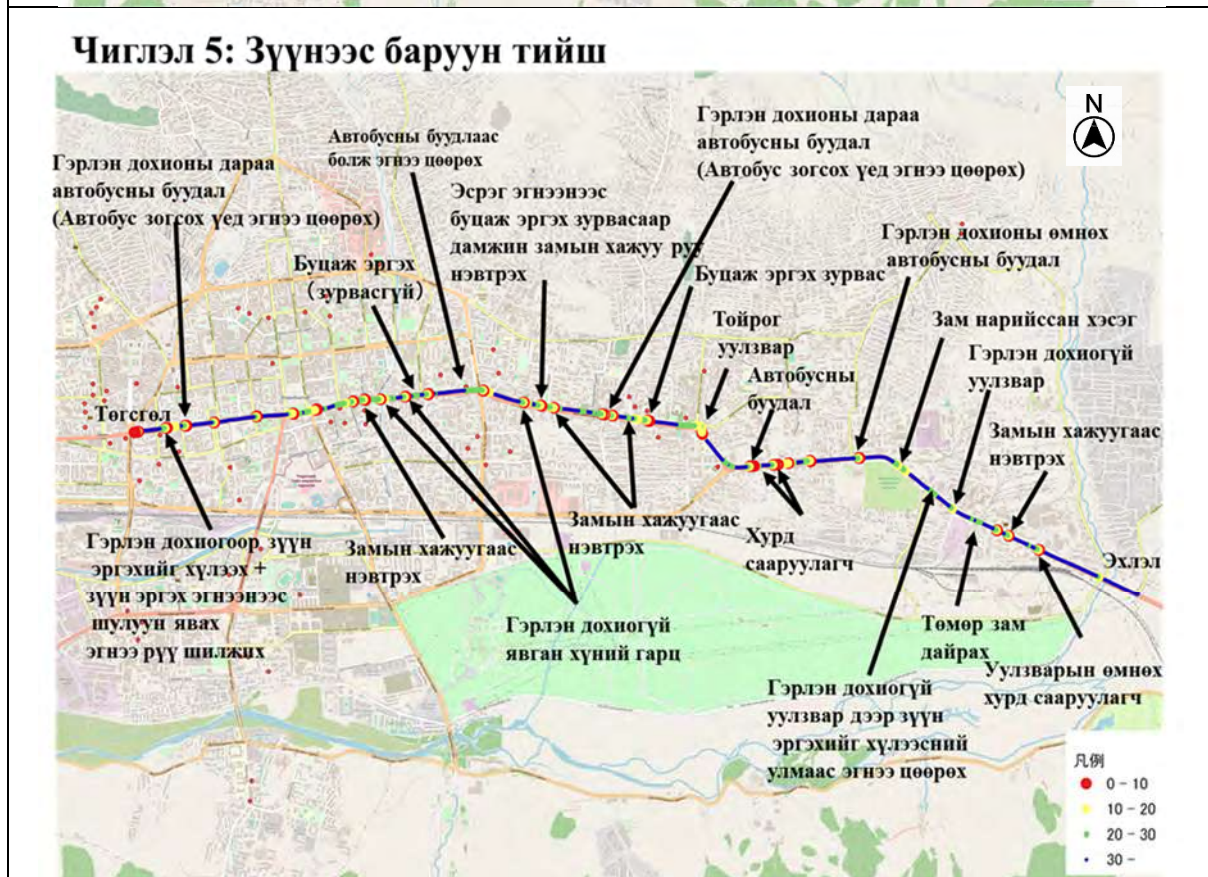 Чиглэл 5: Зүүнээс баруун тийш
N
Гэрлэн дохионы дараа
автобусны буудал
(Автобус зогсох үед эгнээ цөөрөх)
Автобусны буудлаас
болж эгнээ цөөрөх
Эсрэг эгнээнээс
буцаж эргэх зурвасаар
дамжин замын хажуу руу
нэвтрэх
Гэрлэн дохионы дараа
автобусны буудал
(Автобус зогсох үед эгнээ цөөрөх)
Гэрлэн дохионы өмнөх
автобусны буудал
Буцаж эргэх
(зурвасгүй)
Буцаж эргэх зурвас
Тойрог
уулзвар
Автобусны
буудал
Зам нарийссан хэсэг
Гэрлэн дохиогүй
уулзвар
Замын хажуугаас
нэвтрэх
Төгсгөл
Эхлэл
Гэрлэн дохиогоор зүүн
эргэхийг хүлээх +
зүүн эргэх эгнээнээс
шулуун явах
эгнээ рүү шилжих
Замын хажуугаас
нэвтрэх
Гэрлэн дохиогүй
явган хүний гарц
Замын хажуугаас
нэвтрэх
Хурд
сааруулагч
Гэрлэн дохиогүй
уулзвар дээр зүүн
эргэхийг хүлээсний
улмаас эгнээ цөөрөх
Төмөр зам
дайрах
Уулзварын өмнөх
хурд сааруулагч
凡例
0 - 10
10 - 20
20 - 30
30 -